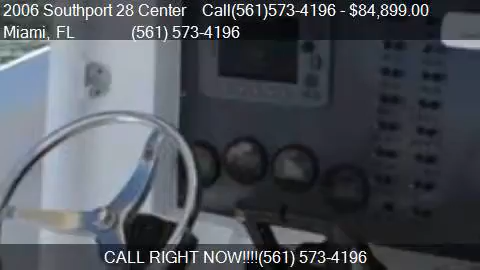 2006 Southport 28 Center Call(561)573-4196 - $84,899.00
Miami, FL (561) 573-4196
CALL RIGHT NOW!!!!(561) 573-4196